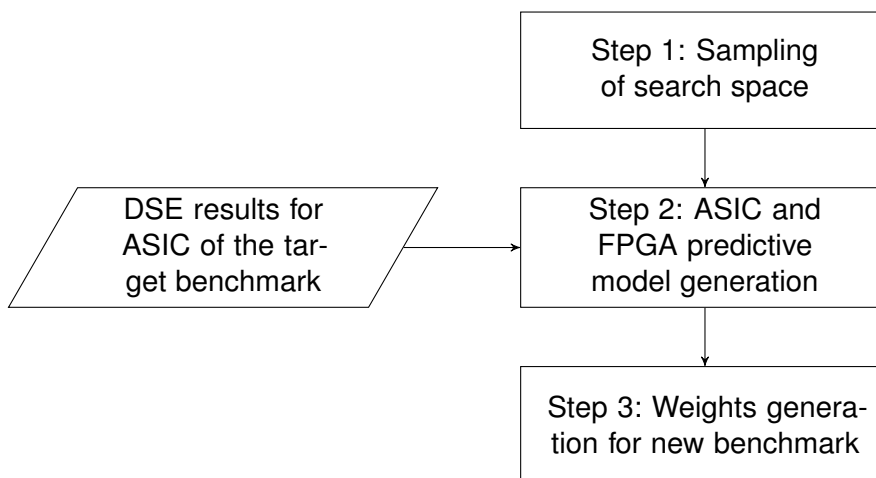 Step 1: Sampling
of search space
DSE results for
ASIC of the tar-
get benchmark
Step 2: ASIC and
FPGA predictive
model generation
Step 3: Weights genera-
tion for new benchmark